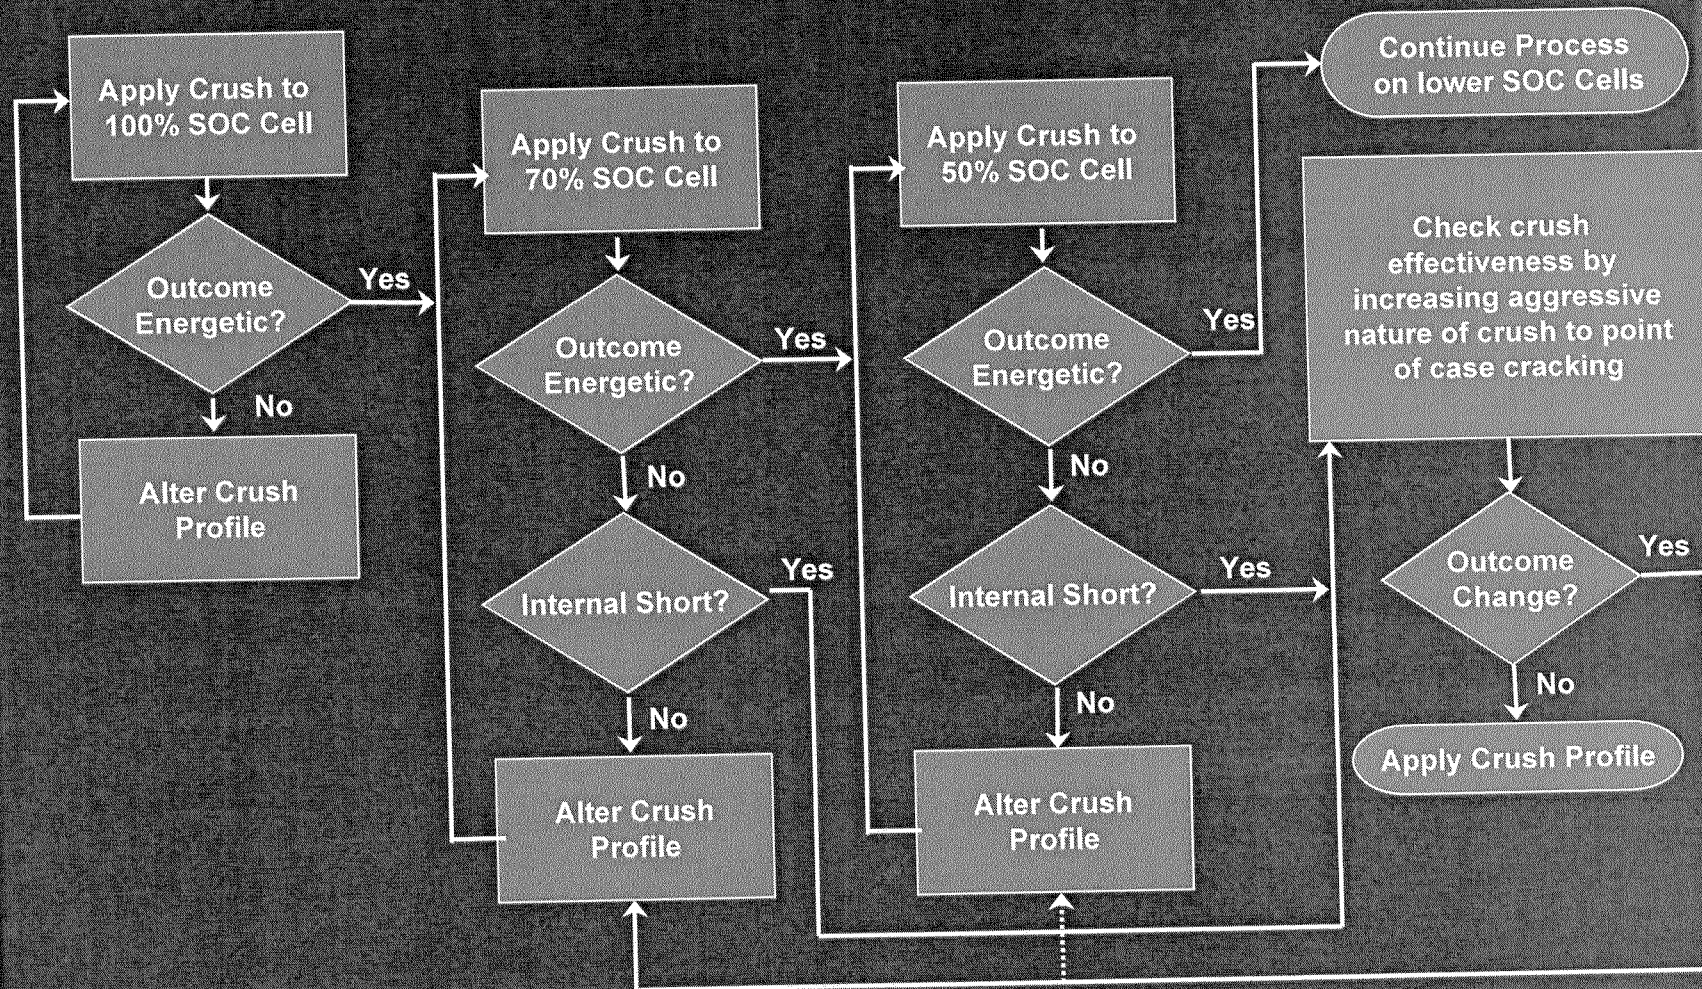 Apply Crush to
100% SOC Cell
Outcome
Energetic?
Yes
No
Alter Crush
Profile
Apply Crush to
70% SOC Cell
Outcome
Energetic?
Yes
No
Internal Short?
Yes
No
Alter Crush
Profile
Apply Crush to
50% SOC Cell
Outcome
Energetic?
Yes
No
Internal Short?
Yes
No
Alter Crush
Profile
Continue Process
on lower SOC Cells
Check crush
effectiveness by
increasing aggressive
nature of crush to point
of case cracking
Outcome
Change?
Yes
No
Apply Crush Profile